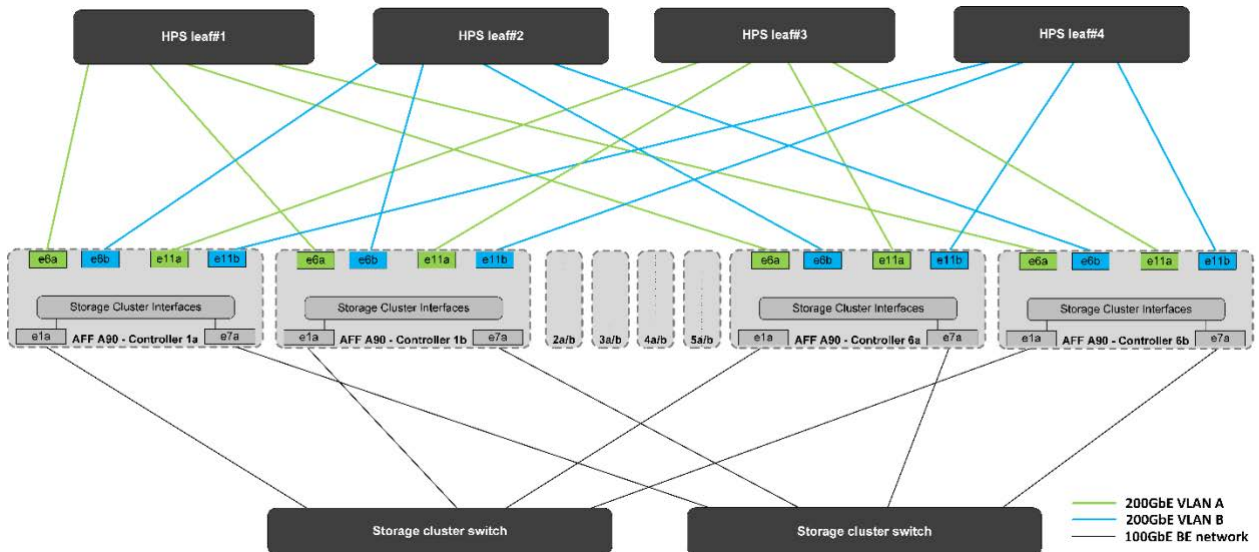 HPS leaf#1
HPS leaf#2
HPS leaf#3
HPS leaf#4
e6a e6b e11a e11b
e6a e6b e11a e11b
e6a e6b e11a e11b
e6a e6b e11a e11b
Storage Cluster Interfaces
Storage Cluster Interfaces
Storage Cluster Interfaces
Storage Cluster Interfaces
e1a AFF A90 - Controller 1a e7a
e1a AFF A90 - Controller 1b e7a
2a/b
3a/b
4a/b
5a/b
e1a AFF A90 - Controller 6a e7a
e1a AFF A90 - Controller 6b e7a
Storage cluster switch
Storage cluster switch
200GbE VLAN A
200GbE VLAN B
100GbE BE network